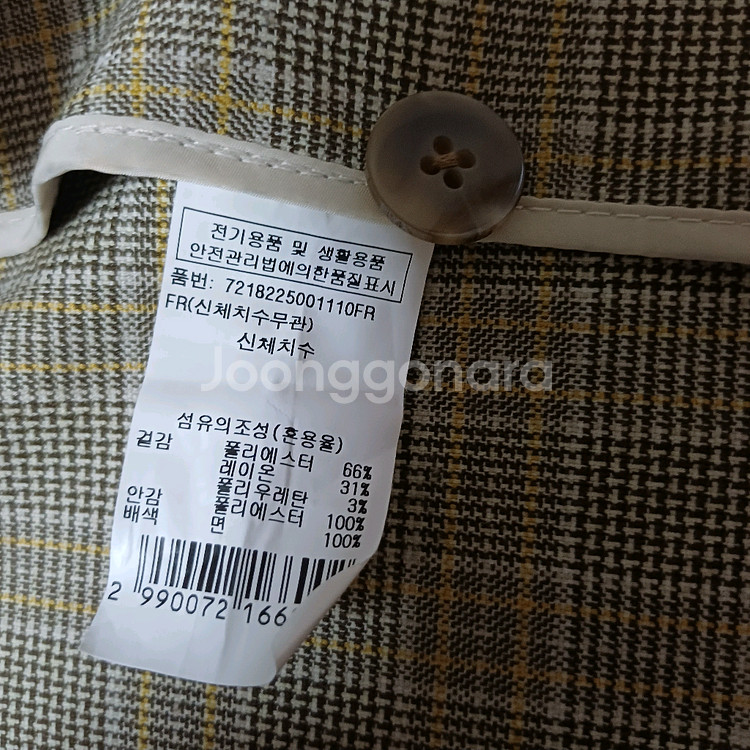 전기용품 및 생활용품
안전관리법에의한품질표시
품번: 7218225001110FR
FR(신체치수무관)
신체치수
Joonggonara
섬유의조성(혼용율)
겉감 폴리에스터 66%
레이온 31%
폴리우레탄 3%
안감 폴리에스터 100%
배색 면 100%
2 990072 166